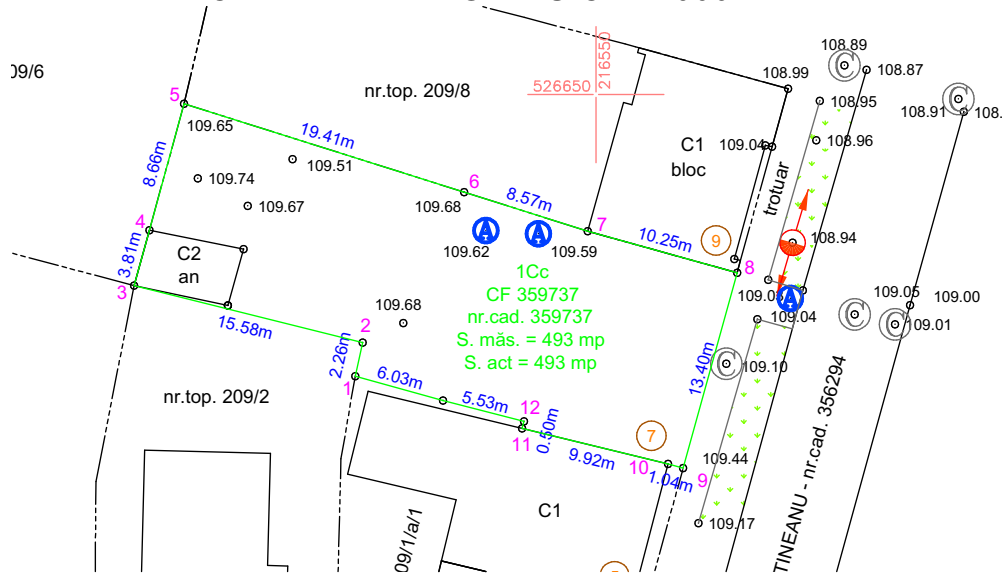 108.89
108.99
108.87
09/6
nr.top. 209/8
526650
216550
5
109.65
108.95
108.91
108.
19.41m
C1
bloc
109.04
108.96
109.51
8.66m
109.74
6
8.57m
109.68
109.67
trotuar
7
10.25m
9
108.94
4
C2
an
109.62
109.59
8
3.81m
3
1Cc
CF 359737
nr.cad. 359737
S. măs. = 493 mp
S. act = 493 mp
109.04
109.05
109.00
109.01
15.58m
109.68
2
2.26m
1
6.03m
5.53m
12
11
0.50m
9.92m
13.40m
109.10
nr.top. 209/2
7
10
1.04m
9
109.44
109.17
C1
09/1/a/1
TINEANU - nr.cad. 356294
A
A
A
C
C
C
C
C